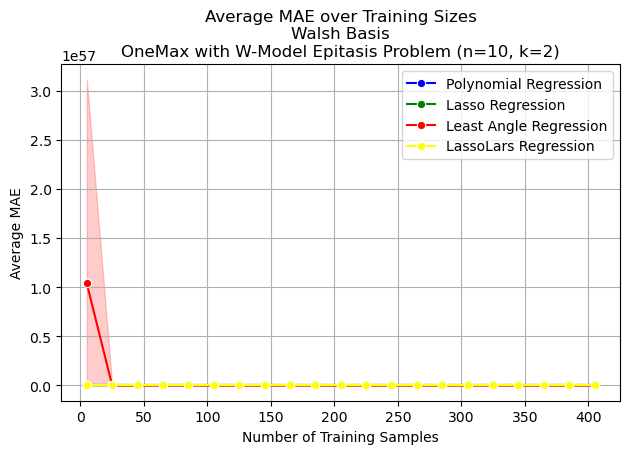 Average MAE over Training Sizes
Walsh Basis
OneMax with W-Model Epitasis Problem (n=10, k=2)
1e57
Polynomial Regression
Lasso Regression
Least Angle Regression
LassoLars Regression
3.0
2.5
2.0
1.5
1.0
0.5
0.0
Average MAE
0 50 100 150 200 250 300 350 400
Number of Training Samples